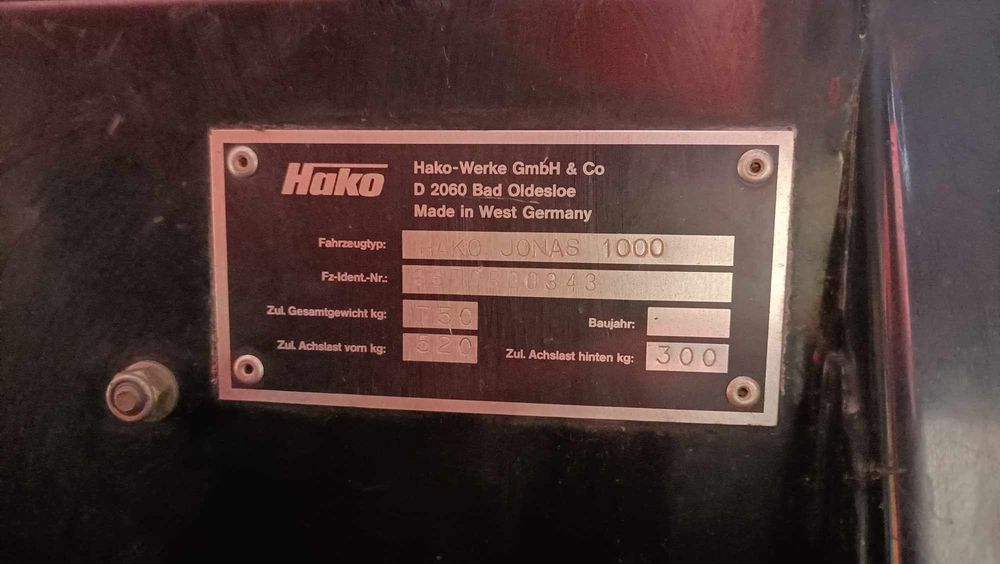 Hako
Hako-Werke GmbH & Co
D 2060 Bad Oldesloe
Made in West Germany
Fahrzeugtyp: HAKO JONAS 1000
Fz-Ident.-Nr.:
Zul. Gesamtgewicht kg: 750
Baujahr:
Zul. Achslast vorn kg: 520
Zul. Achslast hinten kg: 300